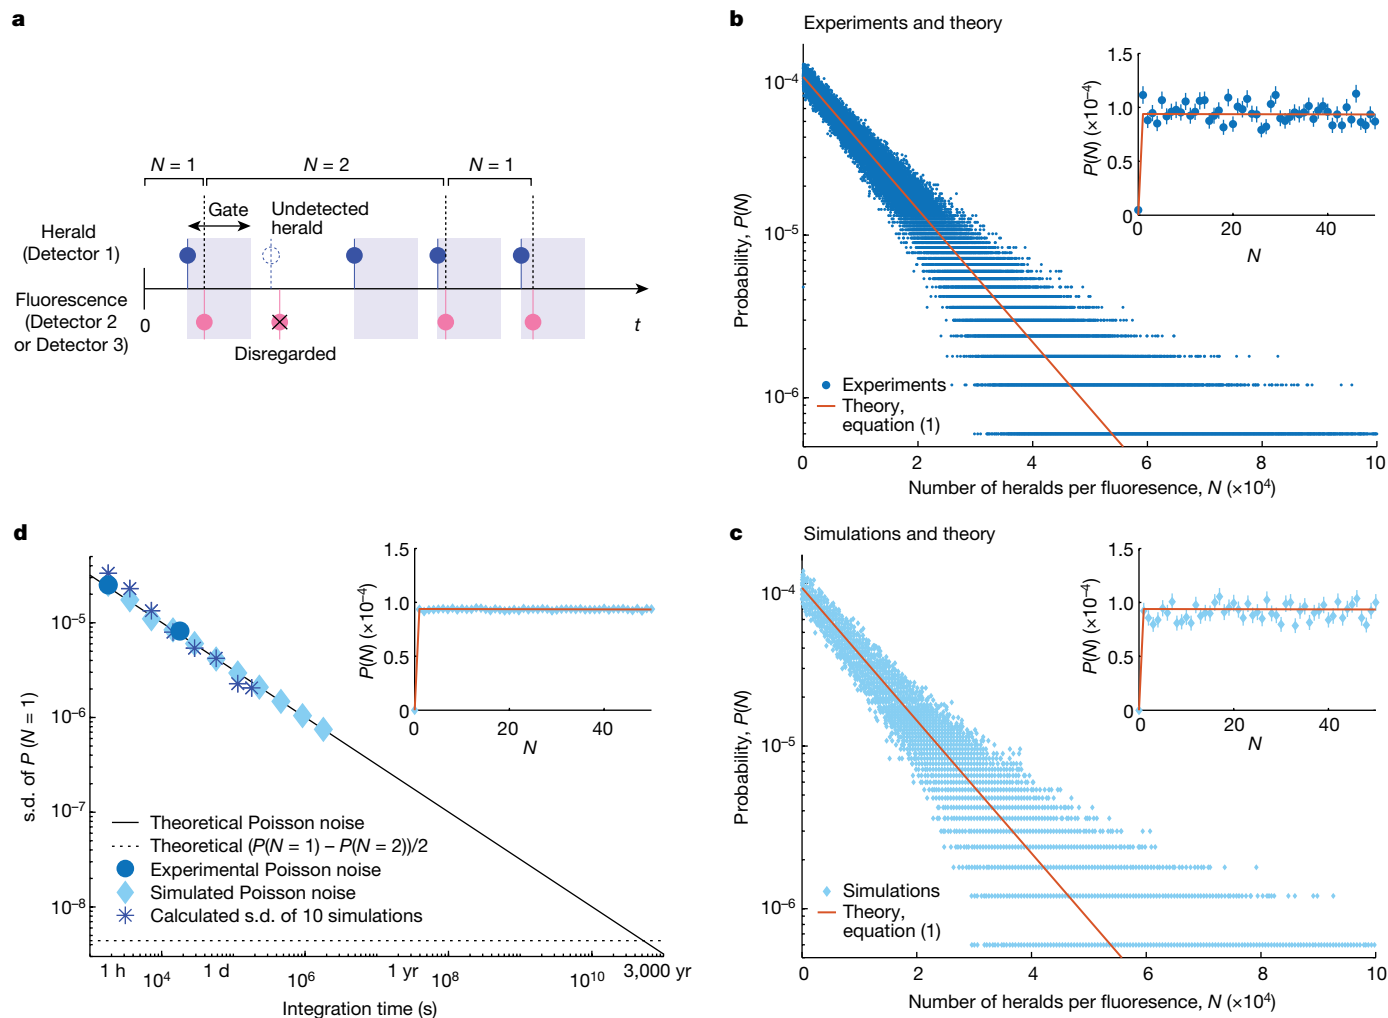 a
N = 1
N = 2
N = 1
Gate
Undetected
herald
Herald
(Detector 1)
Fluorescence
(Detector 2
or Detector 3)
0
t
Disregarded
b
Experiments and theory
Probability, P(N)
10⁻⁴
10⁻⁵
10⁻⁶
Experiments
Theory,
equation (1)
0
2
4
6
8
10
Number of heralds per fluoresence, N (×10⁴)
P(N) (×10⁻⁴)
1.5
1.0
0.5
0
0
20
40
N
d
s.d. of P (N = 1)
10⁻⁵
10⁻⁶
10⁻⁷
10⁻⁸
Theoretical Poisson noise
Theoretical (P(N = 1) − P(N = 2))/2
Experimental Poisson noise
Simulated Poisson noise
Calculated s.d. of 10 simulations
1 h
10⁴
1 d
10⁶
1 yr
10⁸
10¹⁰
3,000 yr
Integration time (s)
P(N) (×10⁻⁴)
1.5
1.0
0.5
0
0
20
40
N
c
Simulations and theory
Probability, P(N)
10⁻⁴
10⁻⁵
10⁻⁶
Simulations
Theory,
equation (1)
0
2
4
6
8
10
Number of heralds per fluoresence, N (×10⁴)
P(N) (×10⁻⁴)
1.5
1.0
0.5
0
0
20
40
N